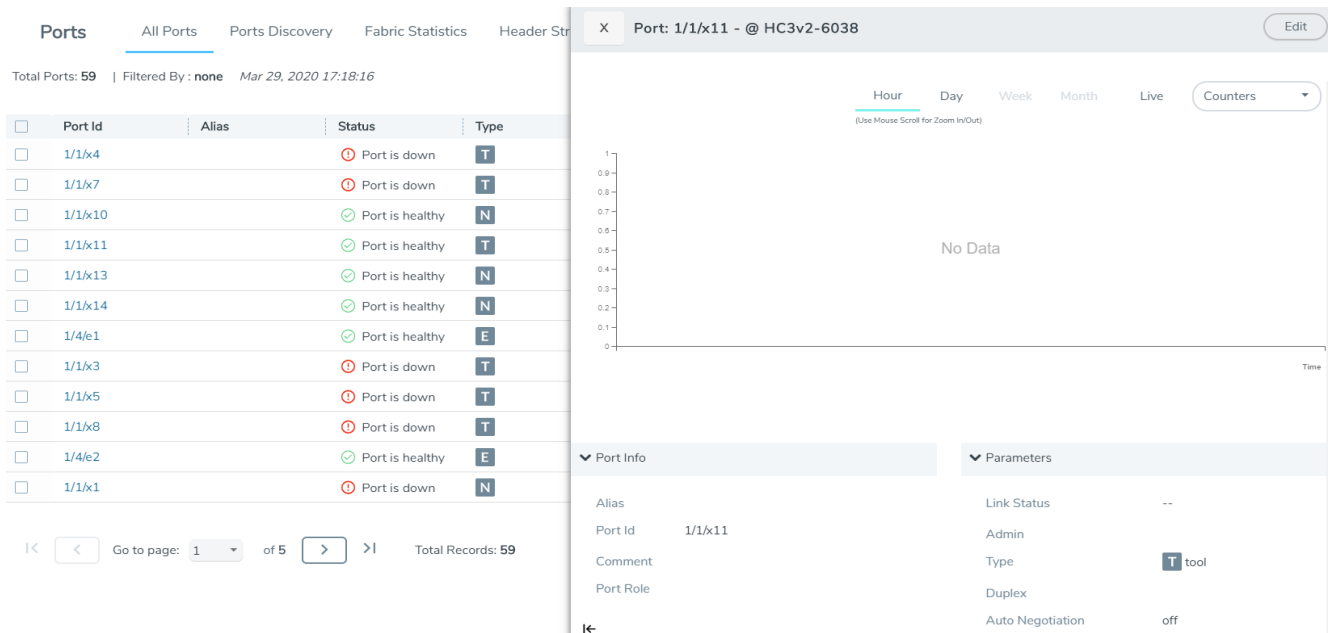 Ports All Ports Ports Discovery Fabric Statistics Header Str
Total Ports: 59 | Filtered By : none Mar 29, 2020 17:18:16
Port Id Alias Status Type
1/1/x4 Port is down T
1/1/x7 Port is down T
1/1/x10 Port is healthy N
1/1/x11 Port is healthy T
1/1/x13 Port is healthy N
1/1/x14 Port is healthy N
1/4/e1 Port is healthy E
1/1/x3 Port is down T
1/1/x5 Port is down T
1/1/x8 Port is down T
1/4/e2 Port is healthy E
1/1/x1 Port is down N
Go to page: 1 of 5 Total Records: 59
X Port: 1/1/x11 - @ HC3v2-6038 Edit
Hour Day Week Month Live Counters
(Use Mouse Scroll for Zoom In/Out)
1
0.9
0.8
0.7
0.6
0.5
0.4
0.3
0.2
0.1
0
No Data
Time
Port Info
Alias
Port Id 1/1/x11
Comment
Port Role
Parameters
Link Status --
Admin
Type T tool
Duplex
Auto Negotiation off